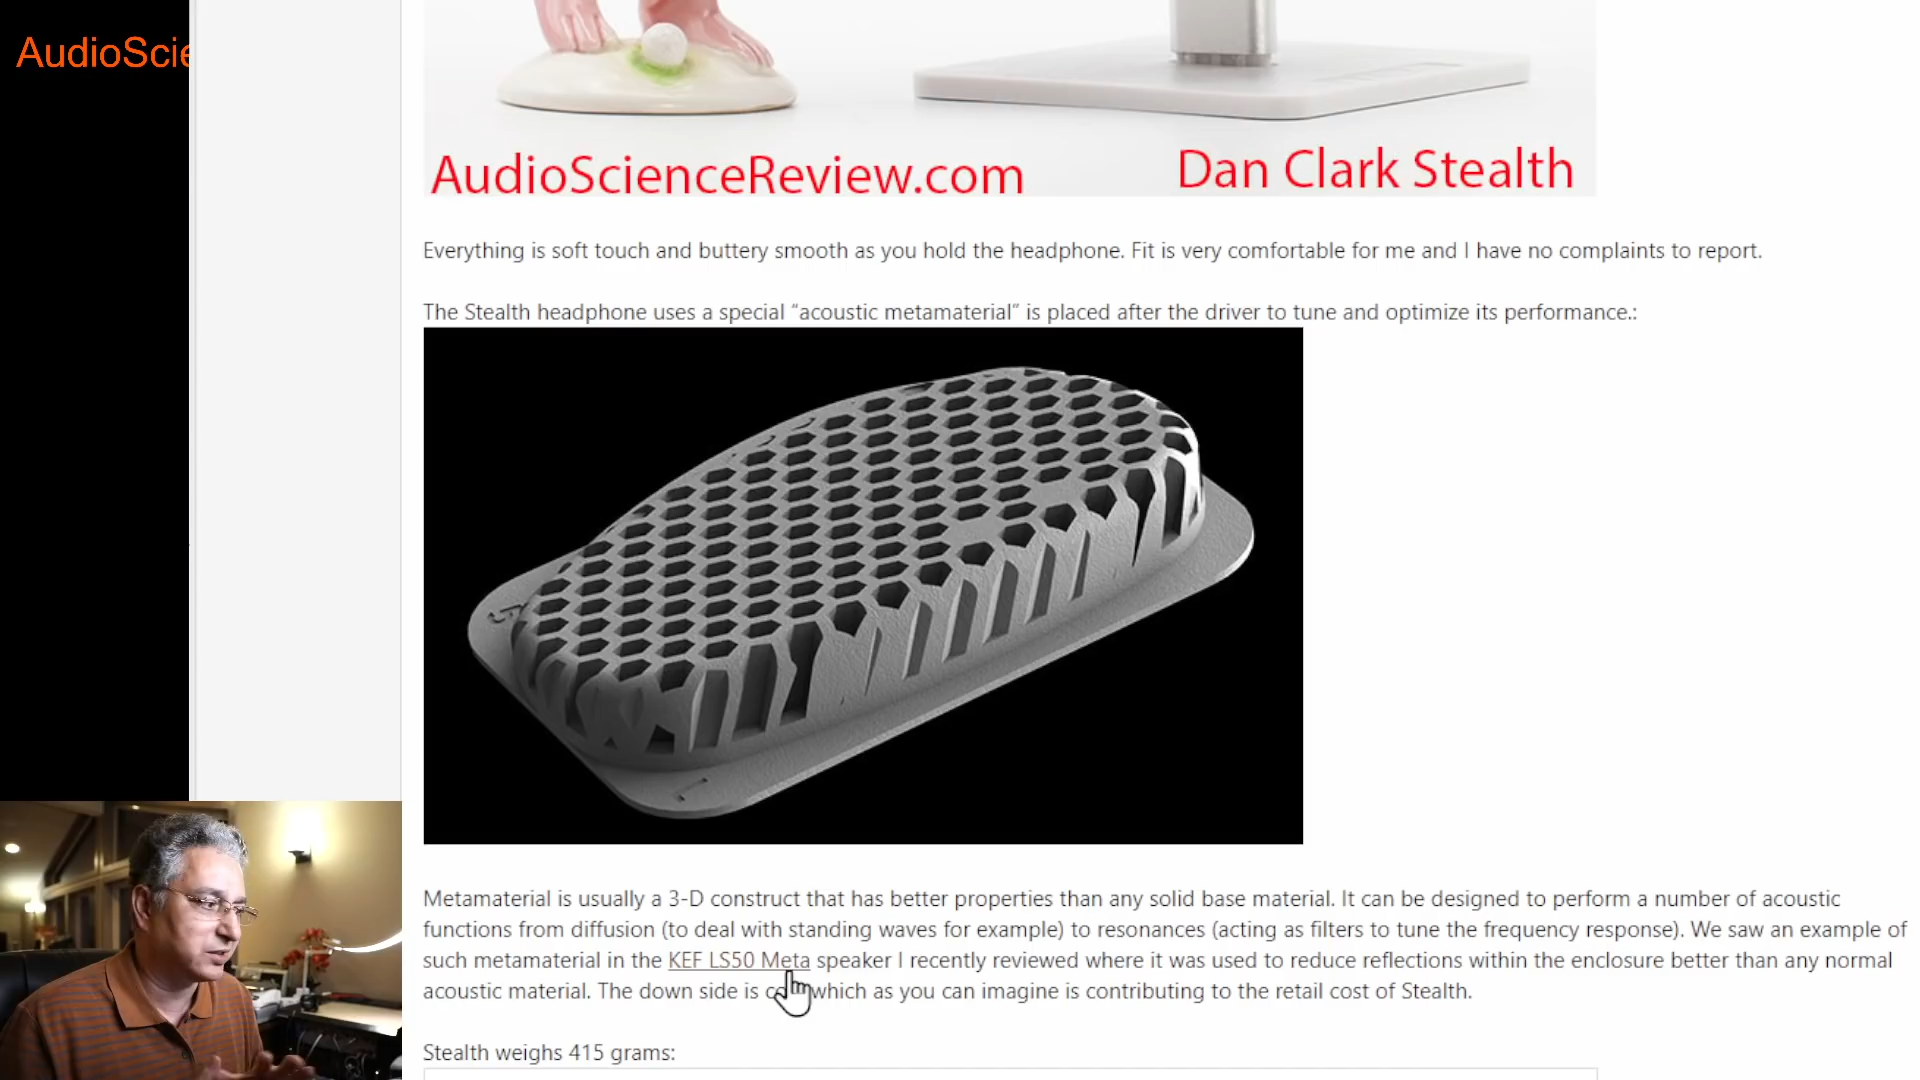 AudioScie
AudioScienceReview.com
Dan Clark Stealth
Everything is soft touch and buttery smooth as you hold the headphone. Fit is very comfortable for me and I have no complaints to report.
The Stealth headphone uses a special “acoustic metamaterial” is placed after the driver to tune and optimize its performance.:
Metamaterial is usually a 3-D construct that has better properties than any solid base material. It can be designed to perform a number of acoustic
functions from diffusion (to deal with standing waves for example) to resonances (acting as filters to tune the frequency response). We saw an example of
such metamaterial in the KEF LS50 Meta speaker I recently reviewed where it was used to reduce reflections within the enclosure better than any normal
acoustic material. The down side is which as you can imagine is contributing to the retail cost of Stealth.
Stealth weighs 415 grams: